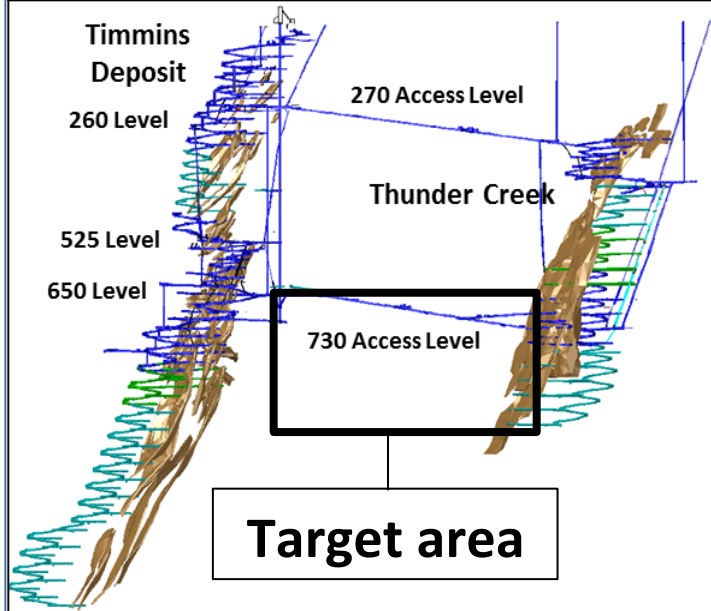 Timmins
Deposit
270 Access Level
260 Level
Thunder Creek
525 Level
650 Level
730 Access Level
Target area